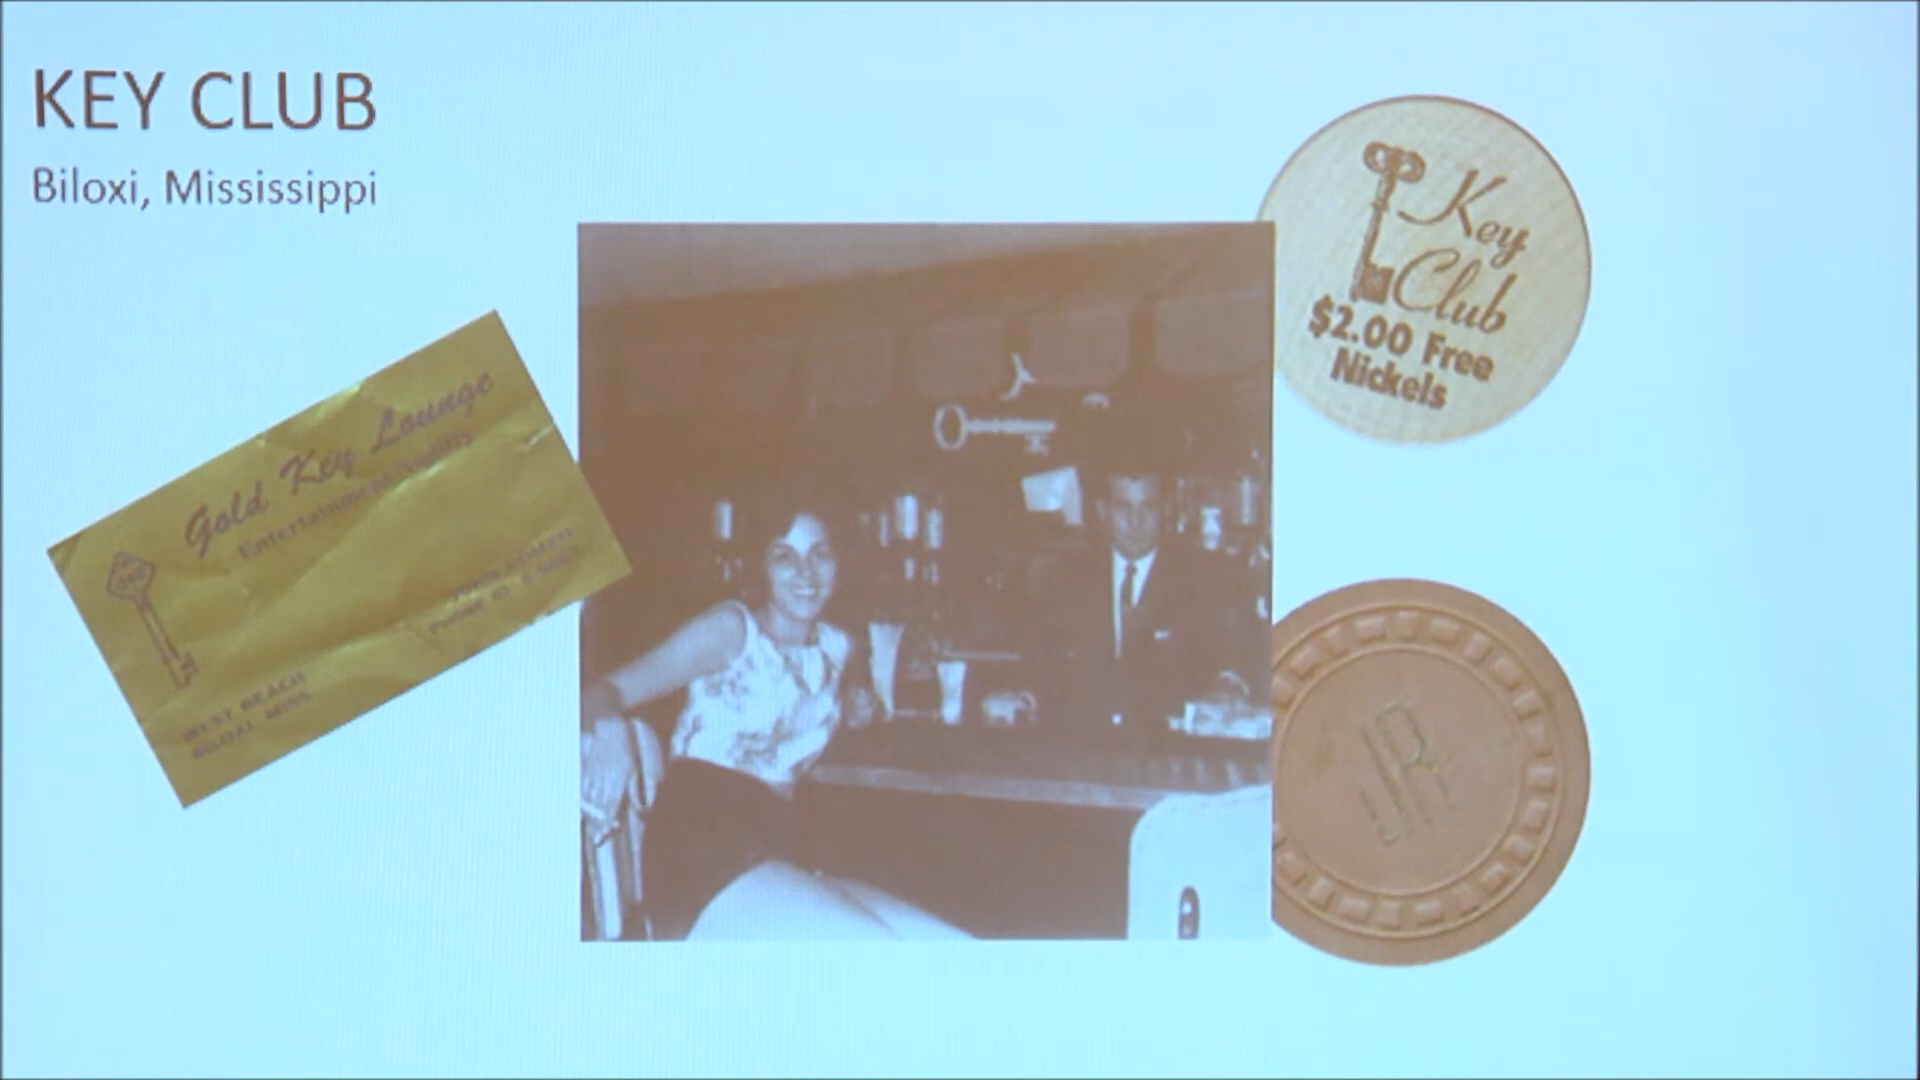 KEY CLUB
Biloxi, Mississippi
Gold Key Lounge
Entertainment Nightly
WEST BEACH
BILOXI, MISS.
Key
Club
$2.00 Free
Nickels
JR